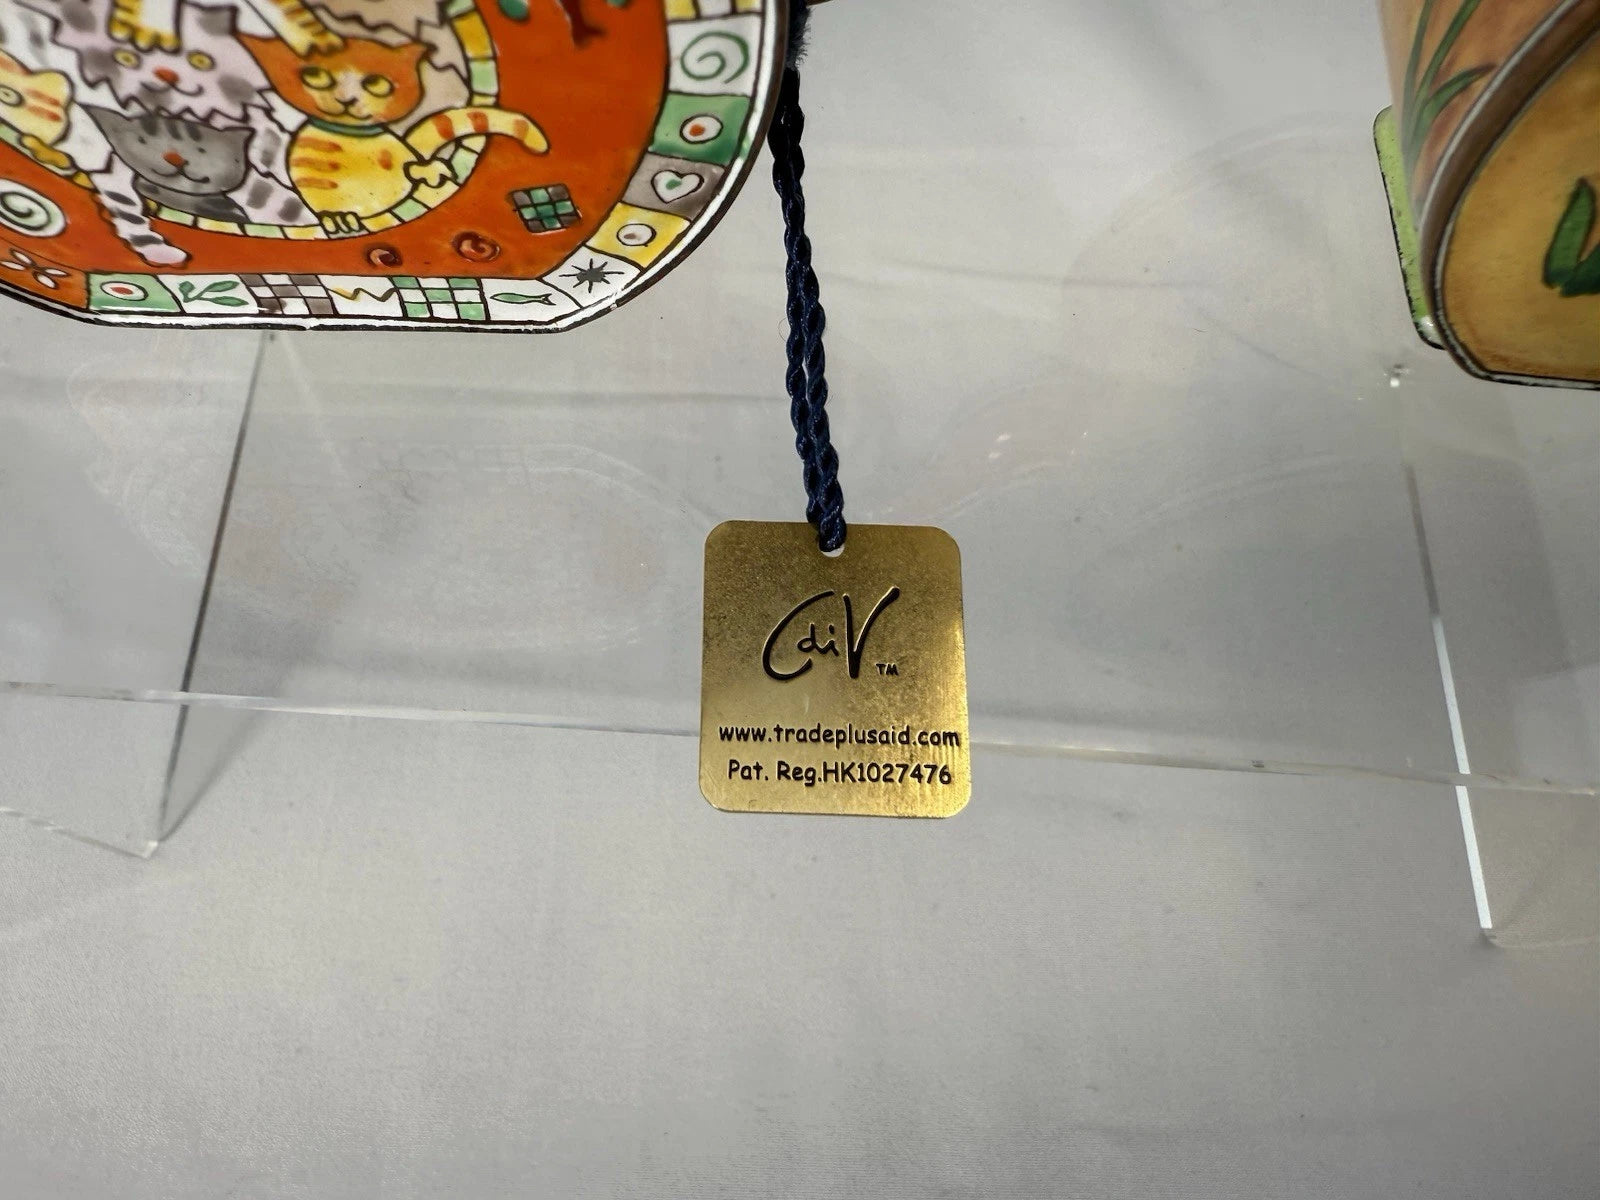 CdiV™
www.tradeplusaid.com
Pat. Reg.HK1027476